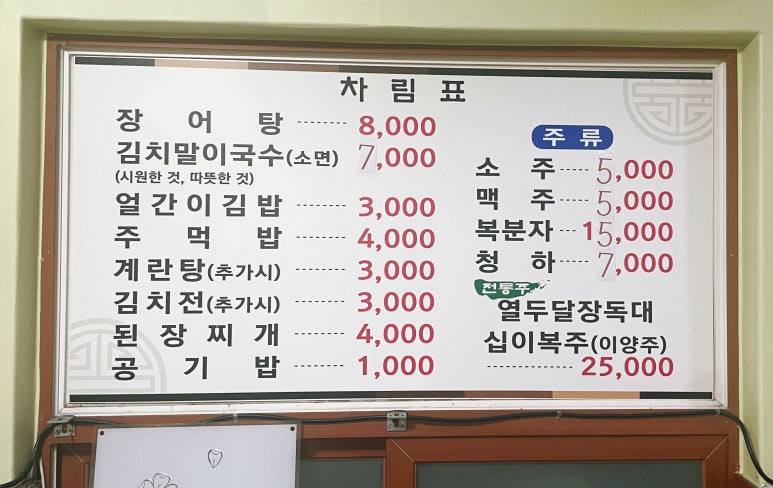 차림표
장어탕 ······· 8,000
김치말이국수(소면) 7,000
(시원한 것, 따뜻한 것)
얼간이김밥 ······· 3,000
주먹밥 ······· 4,000
계란탕(추가시) ······· 3,000
김치전(추가시) ······· 3,000
된장찌개 ······· 4,000
공기밥 ······· 1,000
주류
소주 ···· 5,000
맥주 ···· 5,000
복분자 ·· 15,000
청하 ···· 7,000
전통주
열두달장독대
십이복주(이양주)
··········· 25,000